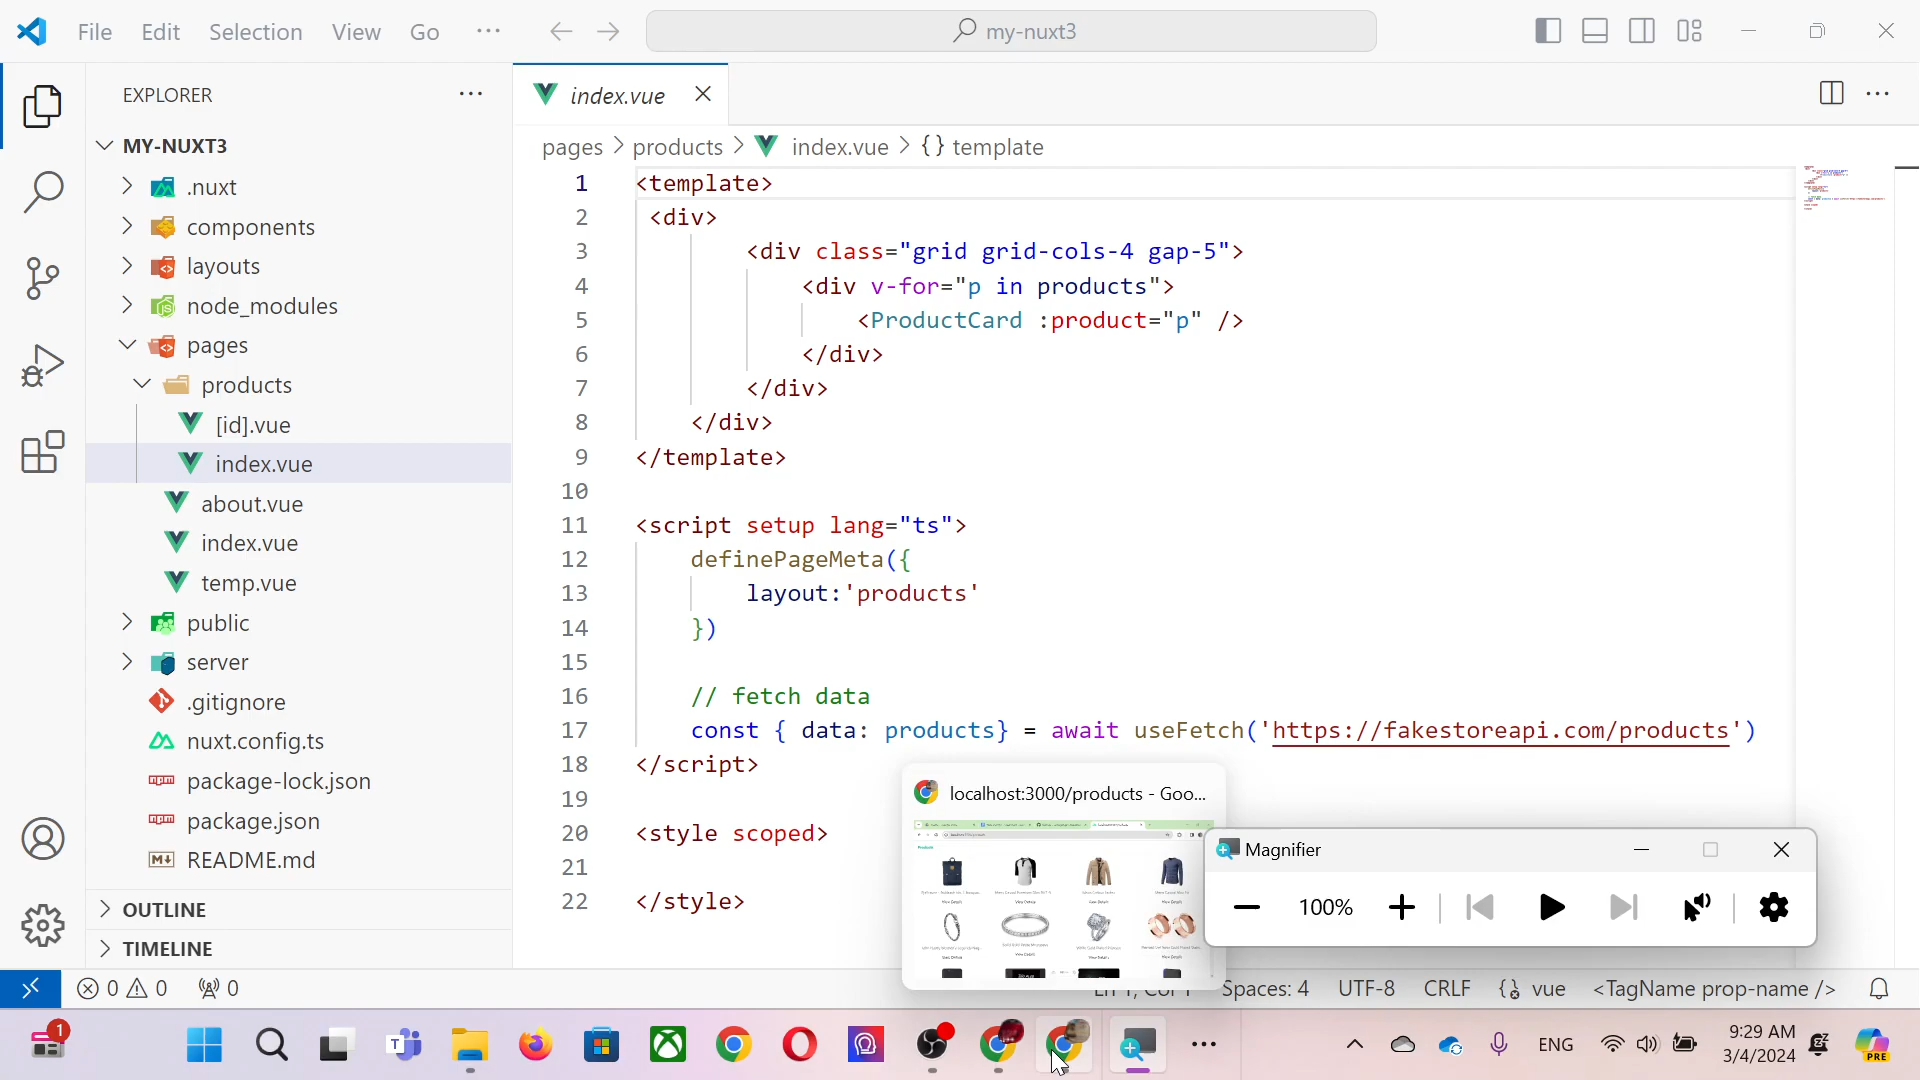 File Edit Selection View Go ... my-nuxt3
EXPLORER
MY-NUXT3
.nuxt
components
layouts
node_modules
pages
products
[id].vue
index.vue
about.vue
index.vue
temp.vue
public
server
.gitignore
nuxt.config.ts
package-lock.json
package.json
README.md
OUTLINE
TIMELINE
index.vue
pages > products > index.vue > {} template
1 <template>
2 <div>
3 <div class="grid grid-cols-4 gap-5">
4 <div v-for="p in products">
5 <ProductCard :product="p" />
6 </div>
7 </div>
8 </div>
9 </template>
10
11 <script setup lang="ts">
12 definePageMeta({
13 layout:'products'
14 })
15
16 // fetch data
17 const { data: products} = await useFetch('https://fakestoreapi.com/products')
18 </script>
19
20 <style scoped>
21
22 </style>
localhost:3000/products - Goo...
Products
Magnifier
100%
0 0 0
Spaces: 4 UTF-8 CRLF {} vue <TagName prop-name />
1
ENG
9:29 AM
3/4/2024
PRE